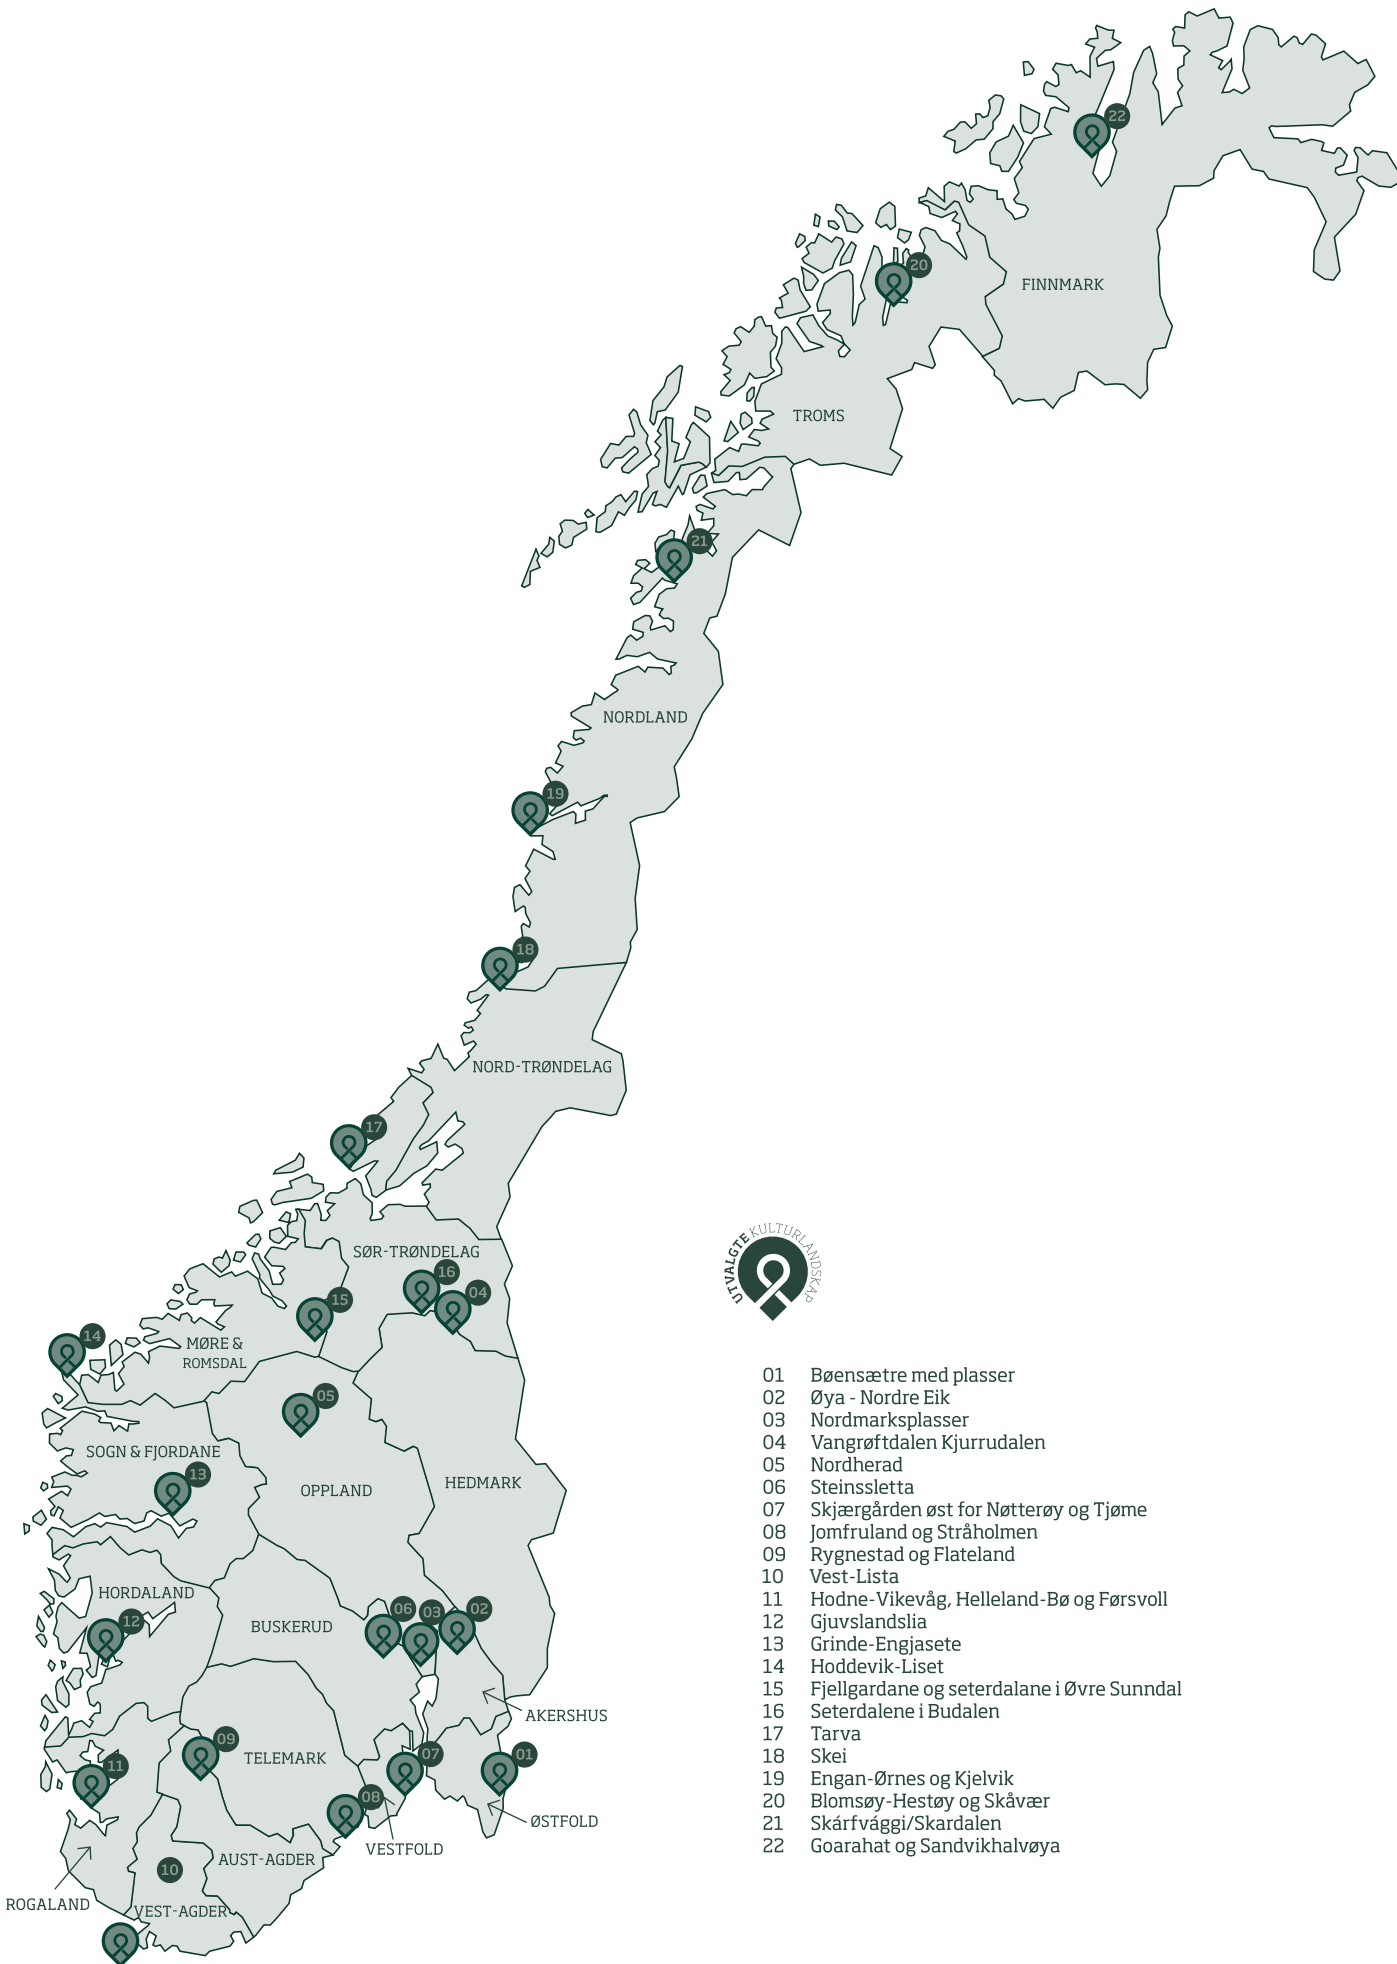 22
20
FINNMARK
TROMS
21
NORDLAND
19
18
NORD-TRØNDELAG
17
SØR-TRØNDELAG
16
04
15
14
MØRE &
ROMSDAL
05
SOGN & FJORDANE
13
OPPLAND
HEDMARK
HORDALAND
12
BUSKERUD
06
03
02
AKERSHUS
09
TELEMARK
07
01
11
08
ØSTFOLD
VESTFOLD
AUST-AGDER
10
ROGALAND
VEST-AGDER
UTVALGTE KULTURLANDSKAP
01 Bøensætre med plasser
02 Øya - Nordre Eik
03 Nordmarksplasser
04 Vangrøftdalen Kjurrudalen
05 Nordherad
06 Steinssletta
07 Skjærgården øst for Nøtterøy og Tjøme
08 Jomfruland og Stråholmen
09 Rygnestad og Flateland
10 Vest-Lista
11 Hodne-Vikevåg, Helleland-Bø og Førsvoll
12 Gjuvslandslia
13 Grinde-Engjasete
14 Hoddevik-Liset
15 Fjellgardane og seterdalane i Øvre Sunndal
16 Seterdalene i Budalen
17 Tarva
18 Skei
19 Engan-Ørnes og Kjelvik
20 Blomsøy-Hestøy og Skåvær
21 Skárfvággi/Skardalen
22 Goarahat og Sandvikhalvøya